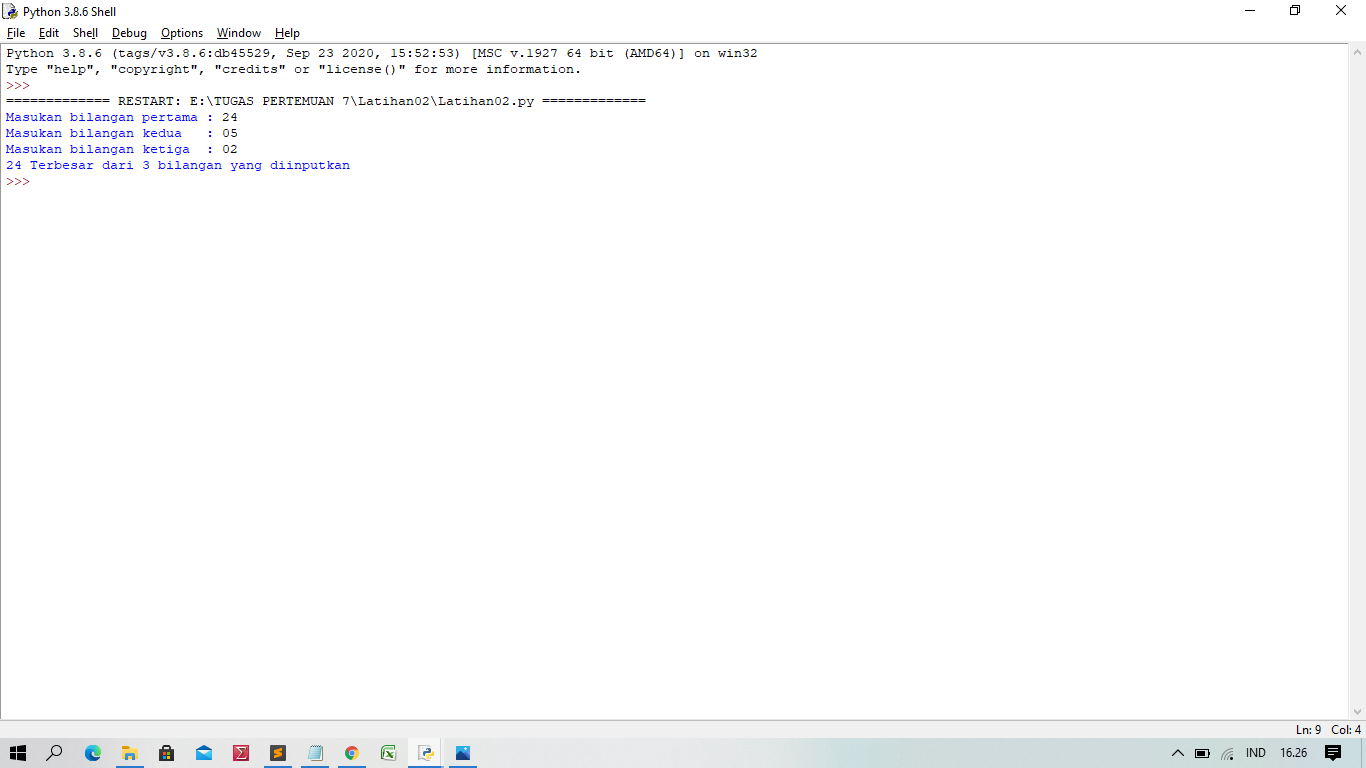 Python 3.8.6 Shell
File Edit Shell Debug Options Window Help
Python 3.8.6 (tags/v3.8.6:db45529, Sep 23 2020, 15:52:53) [MSC v.1927 64 bit (AMD64)] on win32
Type "help", "copyright", "credits" or "license()" for more information.
>>>
============= RESTART: E:\TUGAS PERTEMUAN 7\Latihan02\Latihan02.py =============
Masukan bilangan pertama : 24
Masukan bilangan kedua   : 05
Masukan bilangan ketiga  : 02
24 Terbesar dari 3 bilangan yang diinputkan
>>>
Ln: 9 Col: 4
IND 16.26